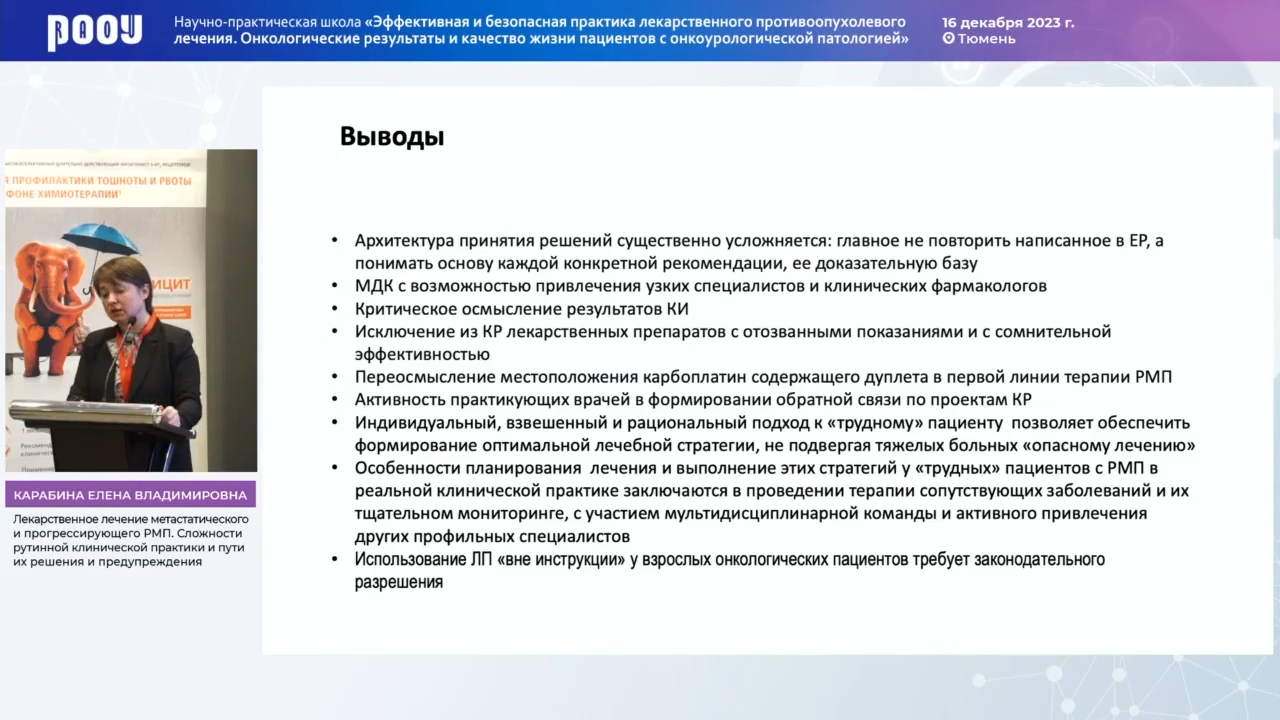 РООУ
RAOU
Научно-практическая школа «Эффективная и безопасная практика лекарственного противоопухолевого
лечения. Онкологические результаты и качество жизни пациентов с онкоурологической патологией»
16 декабря 2023 г.
Тюмень
Я ПРОФИЛАКТИКИ ТОШНОТЫ И РВОТЫ
ФОНЕ ХИМИОТЕРАПИИ
ИЦИТ
КАРАБИНА ЕЛЕНА ВЛАДИМИРОВНА
Лекарственное лечение метастатического
и прогрессирующего РМП. Сложности
рутинной клинической практики и пути
их решения и предупреждения
Выводы
• Архитектура принятия решений существенно усложняется: главное не повторить написанное в ЕР, а
понимать основу каждой конкретной рекомендации, ее доказательную базу
• МДК с возможностью привлечения узких специалистов и клинических фармакологов
• Критическое осмысление результатов КИ
• Исключение из КР лекарственных препаратов с отозванными показаниями и с сомнительной
эффективностью
• Переосмысление местоположения карбоплатин содержащего дуплета в первой линии терапии РМП
• Активность практикующих врачей в формировании обратной связи по проектам КР
• Индивидуальный, взвешенный и рациональный подход к «трудному» пациенту позволяет обеспечить
формирование оптимальной лечебной стратегии, не подвергая тяжелых больных «опасному лечению»
• Особенности планирования лечения и выполнение этих стратегий у «трудных» пациентов с РМП в
реальной клинической практике заключаются в проведении терапии сопутствующих заболеваний и их
тщательном мониторинге, с участием мультидисциплинарной команды и активного привлечения
других профильных специалистов
• Использование ЛП «вне инструкции» у взрослых онкологических пациентов требует законодательного
разрешения